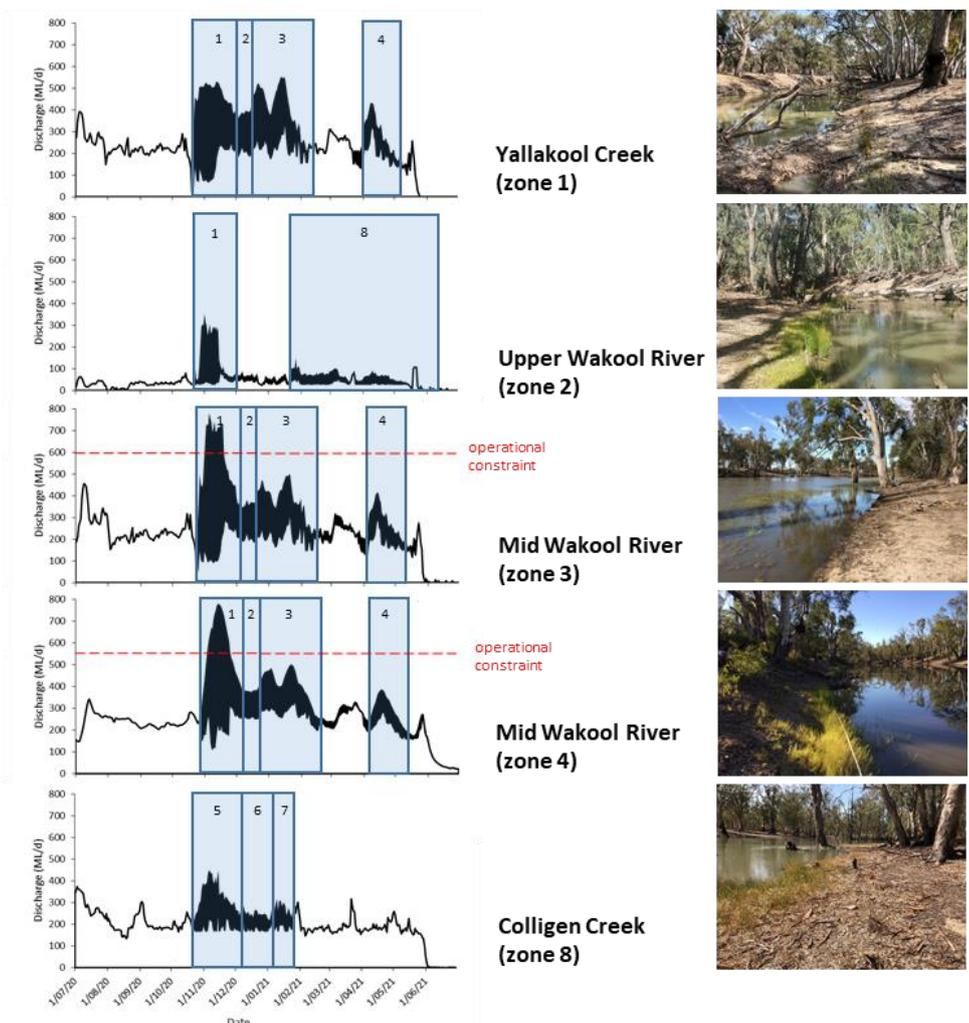 800
700
600
500
400
300
200
100
0
Discharge (ML/d)
1 2 3 4
Yallakool Creek
(zone 1)
800
700
600
500
400
300
200
100
0
Discharge (ML/d)
1 8
Upper Wakool River
(zone 2)
800
700
600
500
400
300
200
100
0
Discharge (ML/d)
1 2 3 4
operational
constraint
Mid Wakool River
(zone 3)
800
700
600
500
400
300
200
100
0
Discharge (ML/d)
1 2 3 4
operational
constraint
Mid Wakool River
(zone 4)
800
700
600
500
400
300
200
100
0
Discharge (ML/d)
5 6 7
Colligen Creek
(zone 8)
1/07/20
1/08/20
1/09/20
1/10/20
1/11/20
1/12/20
1/01/21
1/02/21
1/03/21
1/04/21
1/05/21
1/06/21
Date